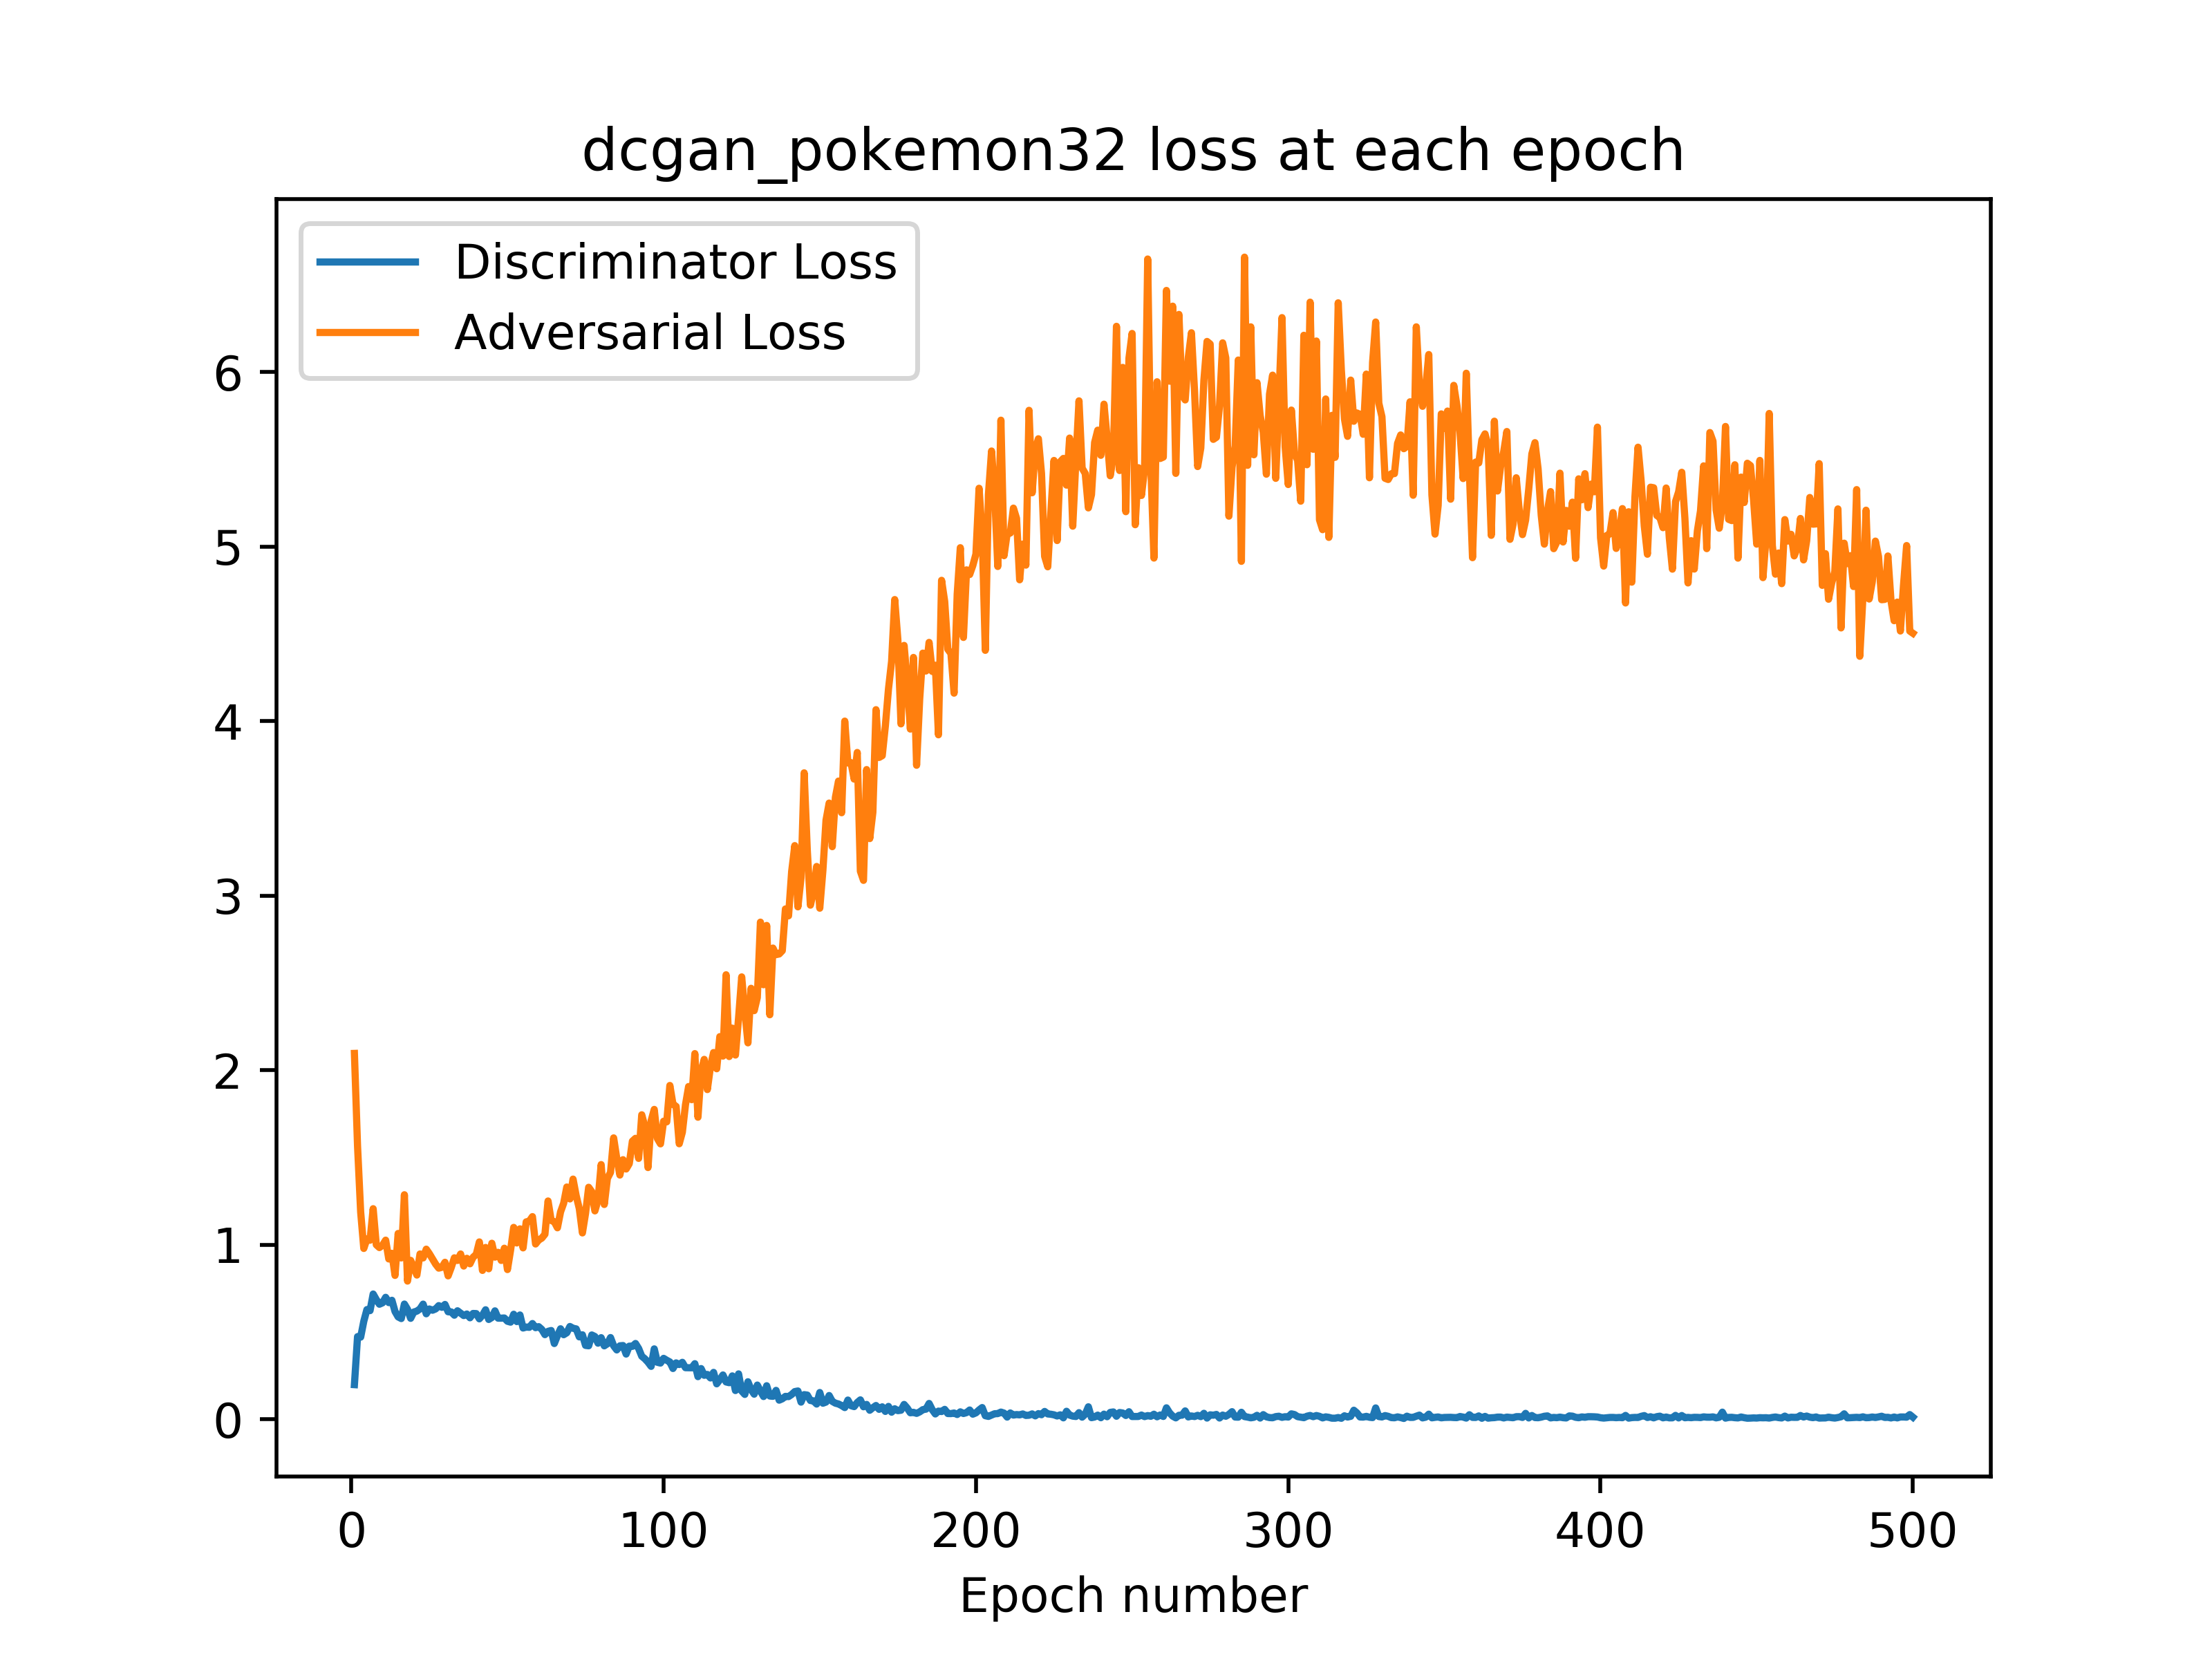 dcgan_pokemon32 loss at each epoch
Discriminator Loss
Adversarial Loss
6
5
4
3
2
1
0
0 100 200 300 400 500
Epoch number